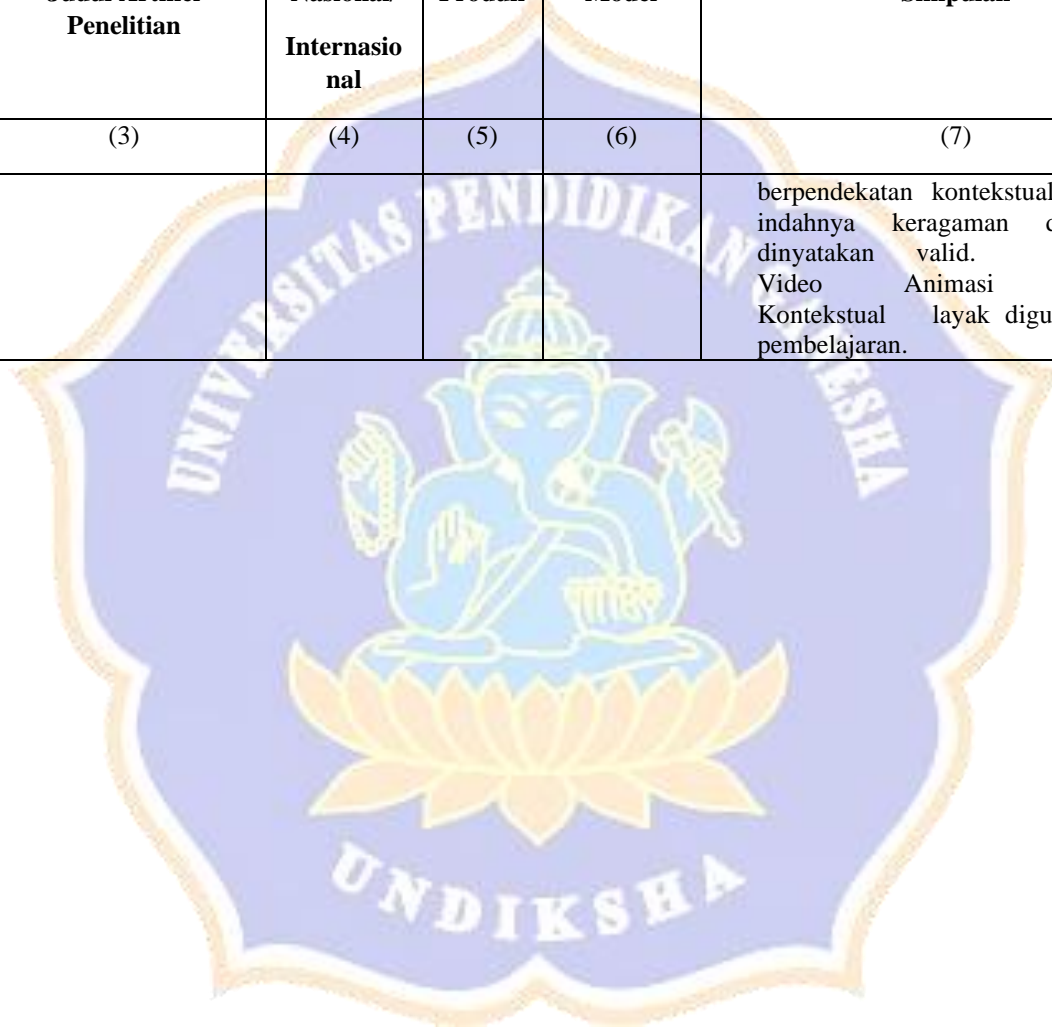 Penelitian
Internasio
nal
(3) (4) (5) (6) (7)
berpendekatan kontekstual
indahnya keragaman
dinyatakan valid.
Video Animasi
Kontekstual layak
pembelajaran.
UNIVERSITAS PENDIDIKAN GANESHA
UNDIKSHA